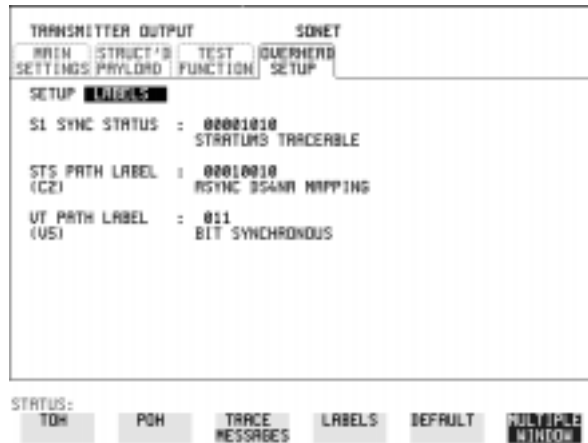 TRANSMITTER OUTPUT SONET
MAIN STRUCT'D TEST OVERHEAD
SETTINGS PAYLOAD FUNCTION SETUP
SETUP LABELS
S1 SYNC STATUS : 00001010
STRATUM3 TRACEABLE
STS PATH LABEL : 00010010
(C2) ASYNC DS4NA MAPPING
VT PATH LABEL : 011
(V5) BIT SYNCHRONOUS
STATUS:
TOH POH TRACE LABELS DEFAULT MULTIPLE
MESSAGES WINDOW